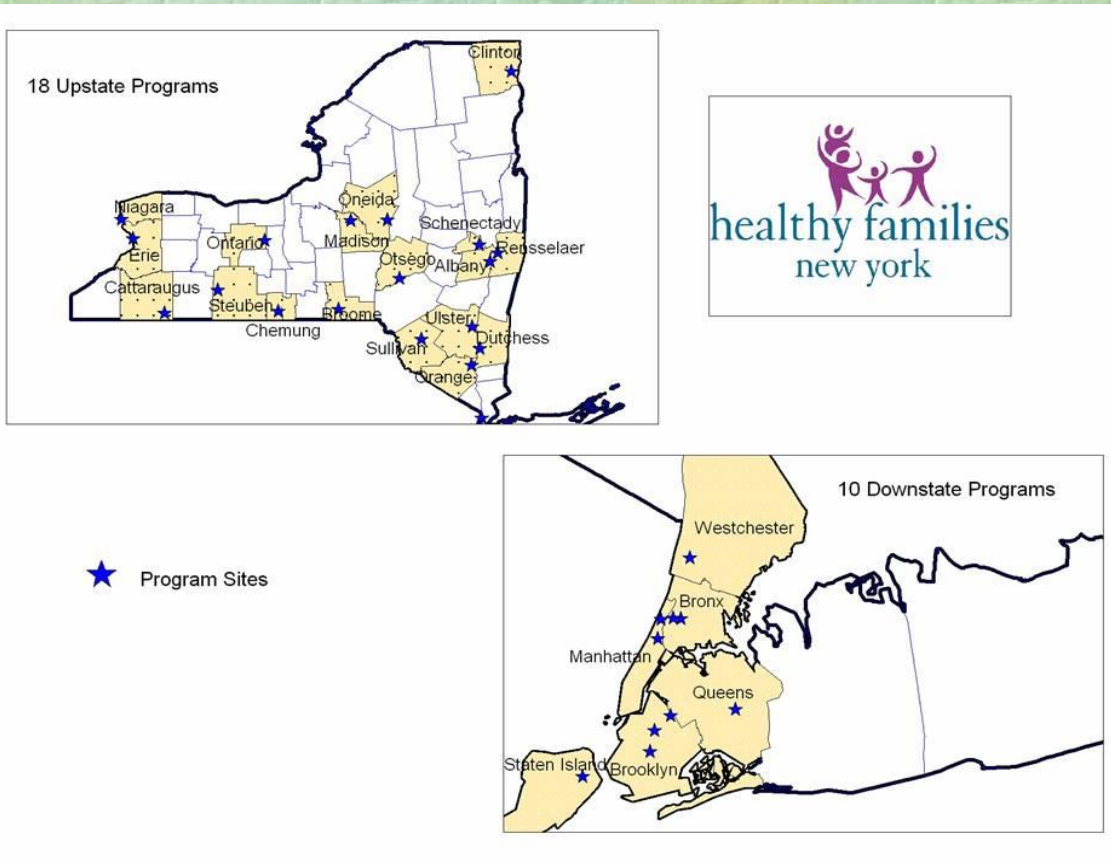 Clinton
18 Upstate Programs
Niagara
Oneida
Schenectady
Ontario
Madison
Rensselaer
Erie
Otsego
Albany
Cattaraugus
Steuben
Broome
Ulster
Chemung
Sullivan
Dutchess
Orange
healthy families
new york
10 Downstate Programs
Westchester
Program Sites
Bronx
Manhattan
Queens
Staten Island
Brooklyn